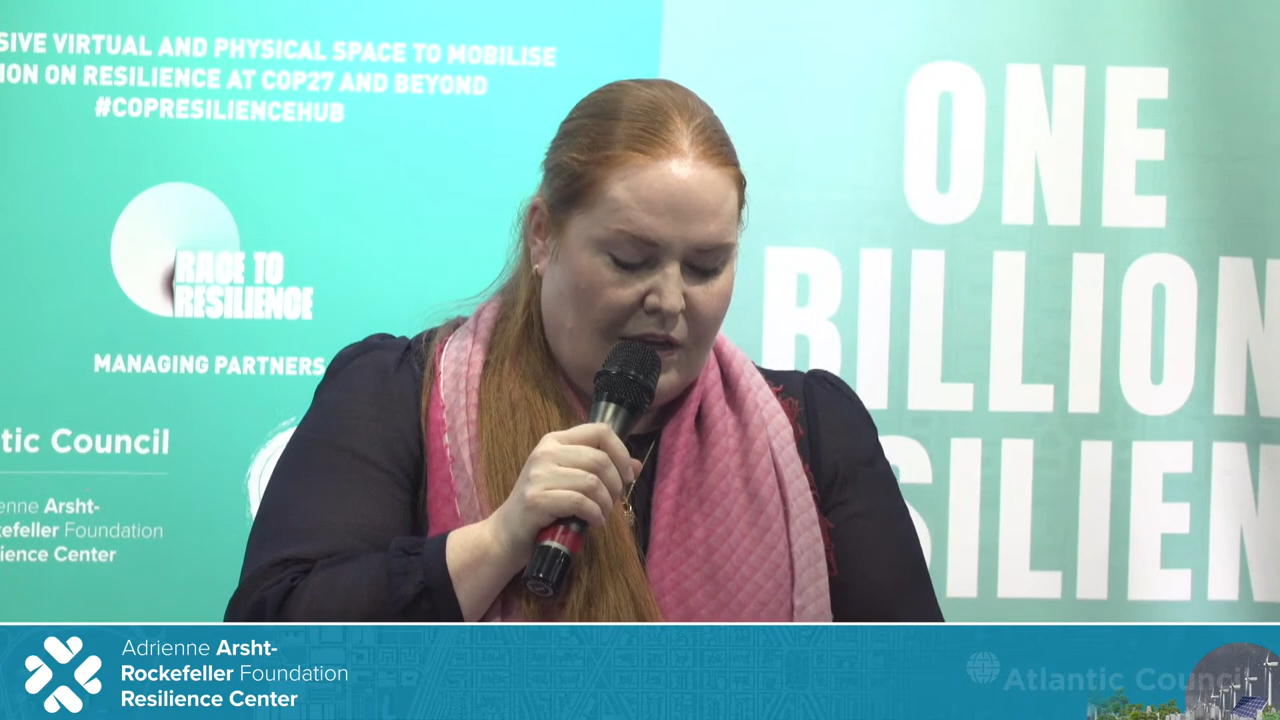 SIVE VIRTUAL AND PHYSICAL SPACE TO MOBILISE
ION ON RESILIENCE AT COP27 AND BEYOND
#COPRESILIENCEHUB
RACE TO
RESILIENCE
MANAGING PARTNERS
tic Council
enne Arsht-
kefeller Foundation
ience Center
ONE
BILLION
SILIEN
Adrienne Arsht-
Rockefeller Foundation
Resilience Center
Atlantic Council